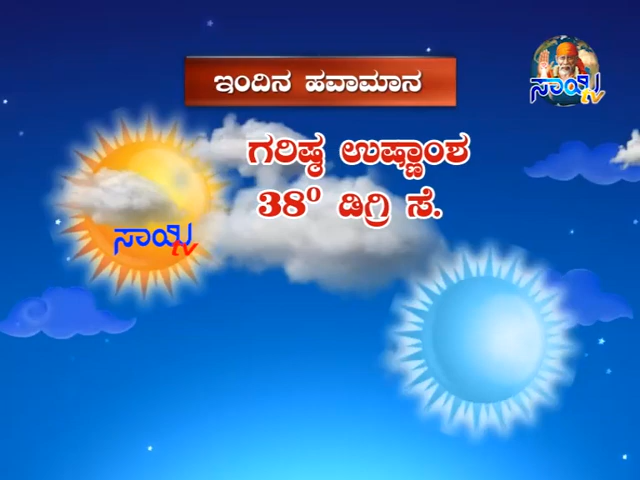 ಇಂದಿನ ಹವಾಮಾನ
ಸಾಯಿ tv
ಗರಿಷ್ಠ ಉಷ್ಣಾಂಶ
38⁰ ಡಿಗ್ರಿ ಸೆ.
ಸಾಯಿ tv